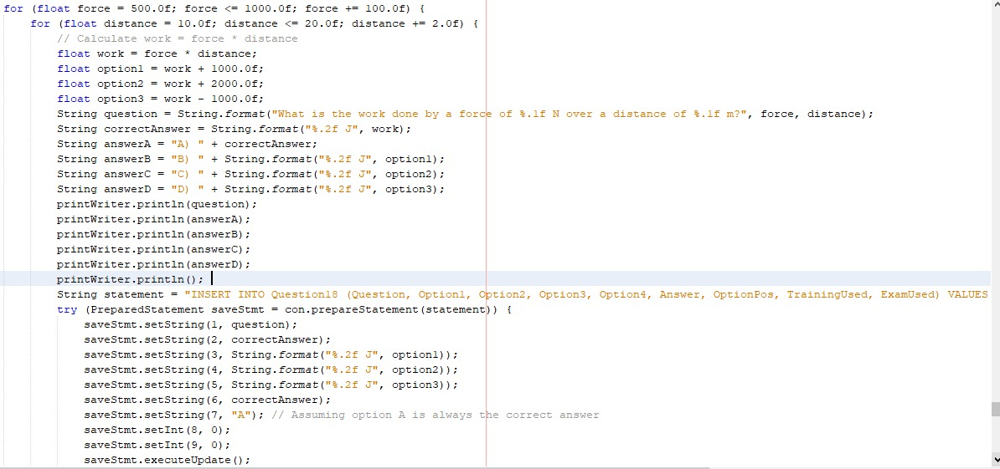 for (float force = 500.0f; force <= 1000.0f; force += 100.0f) {
for (float distance = 10.0f; distance <= 20.0f; distance += 2.0f) {
// Calculate work = force * distance
float work = force * distance;
float option1 = work + 1000.0f;
float option2 = work + 2000.0f;
float option3 = work - 1000.0f;
String question = String.format("What is the work done by a force of %.1f N over a distance of %.1f m?", force, distance);
String correctAnswer = String.format("%.2f J", work);
String answerA = "A) " + correctAnswer;
String answerB = "B) " + String.format("%.2f J", option1);
String answerC = "C) " + String.format("%.2f J", option2);
String answerD = "D) " + String.format("%.2f J", option3);
printWriter.println(question);
printWriter.println(answerA);
printWriter.println(answerB);
printWriter.println(answerC);
printWriter.println(answerD);
printWriter.println();
String statement = "INSERT INTO Question18 (Question, Option1, Option2, Option3, Option4, Answer, OptionPos, TrainingUsed, ExamUsed) VALUES
try (PreparedStatement saveStmt = con.prepareStatement(statement)) {
saveStmt.setString(1, question);
saveStmt.setString(2, correctAnswer);
saveStmt.setString(3, String.format("%.2f J", option1));
saveStmt.setString(4, String.format("%.2f J", option2));
saveStmt.setString(5, String.format("%.2f J", option3));
saveStmt.setString(6, correctAnswer);
saveStmt.setString(7, "A"); // Assuming option A is always the correct answer
saveStmt.setInt(8, 0);
saveStmt.setInt(9, 0);
saveStmt.executeUpdate();